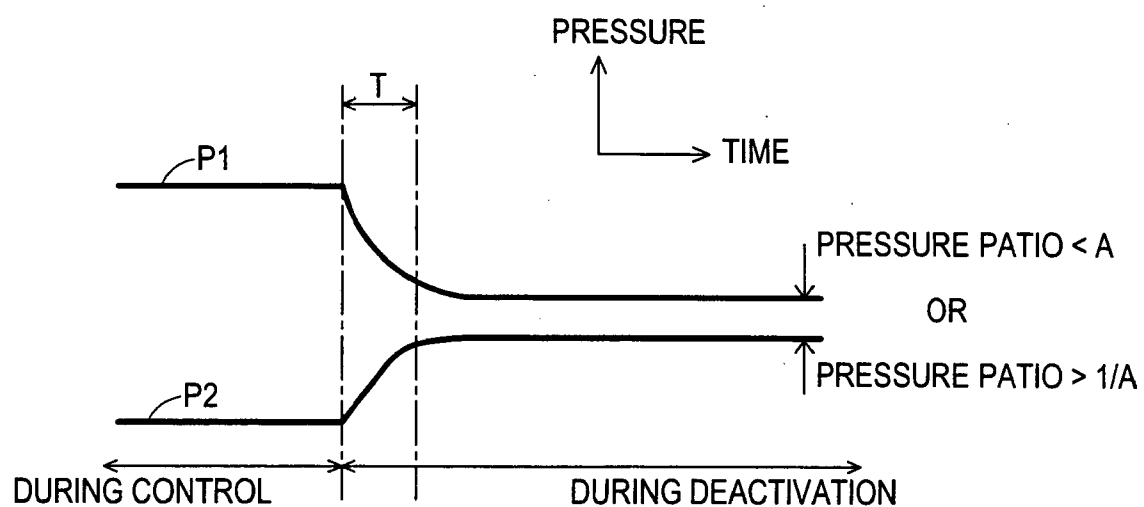 PRESSURE
T
TIME
P1
PRESSURE PATIO < A
OR
PRESSURE PATIO > 1/A
P2
DURING CONTROL
DURING DEACTIVATION